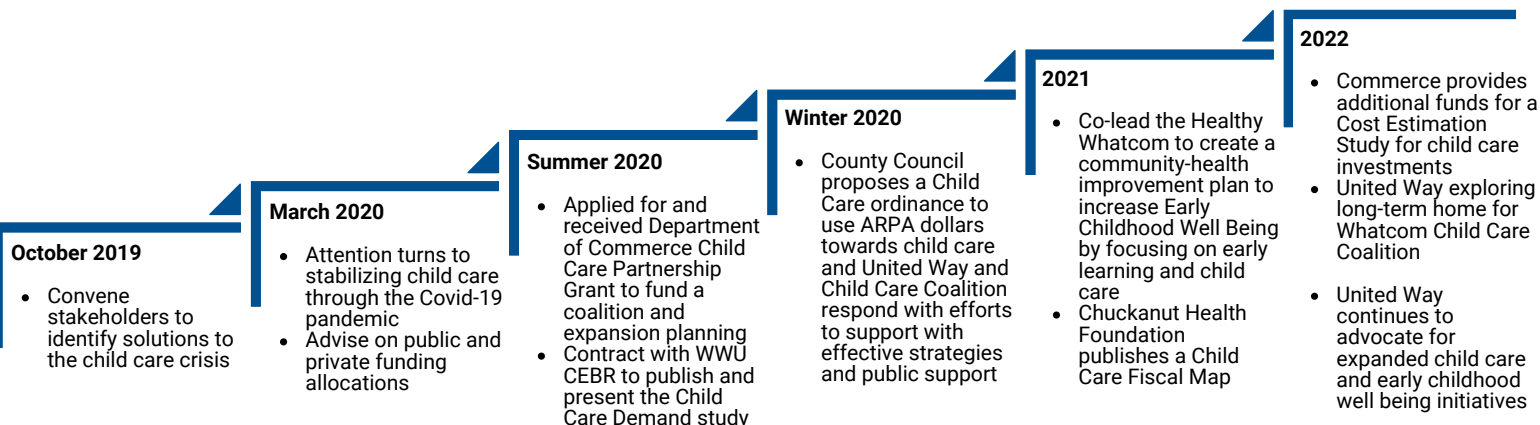 October 2019
• Convene
stakeholders to
identify solutions to
the child care crisis
March 2020
• Attention turns to
stabilizing child care
through the Covid-19
pandemic
• Advise on public and
private funding
allocations
Summer 2020
• Applied for and
received Department
of Commerce Child
Care Partnership
Grant to fund a
coalition and
expansion planning
• Contract with WWU
CEBR to publish and
present the Child
Care Demand study
Winter 2020
• County Council
proposes a Child
Care ordinance to
use ARPA dollars
towards child care
and United Way and
Child Care Coalition
respond with efforts
to support with
effective strategies
and public support
2021
• Co-lead the Healthy
Whatcom to create a
community-health
improvement plan to
increase Early
Childhood Well Being
by focusing on early
learning and child
care
• Chuckanut Health
Foundation
publishes a Child
Care Fiscal Map
2022
• Commerce provides
additional funds for a
Cost Estimation
Study for child care
investments
• United Way exploring
long-term home for
Whatcom Child Care
Coalition
• United Way
continues to
advocate for
expanded child care
and early childhood
well being initiatives